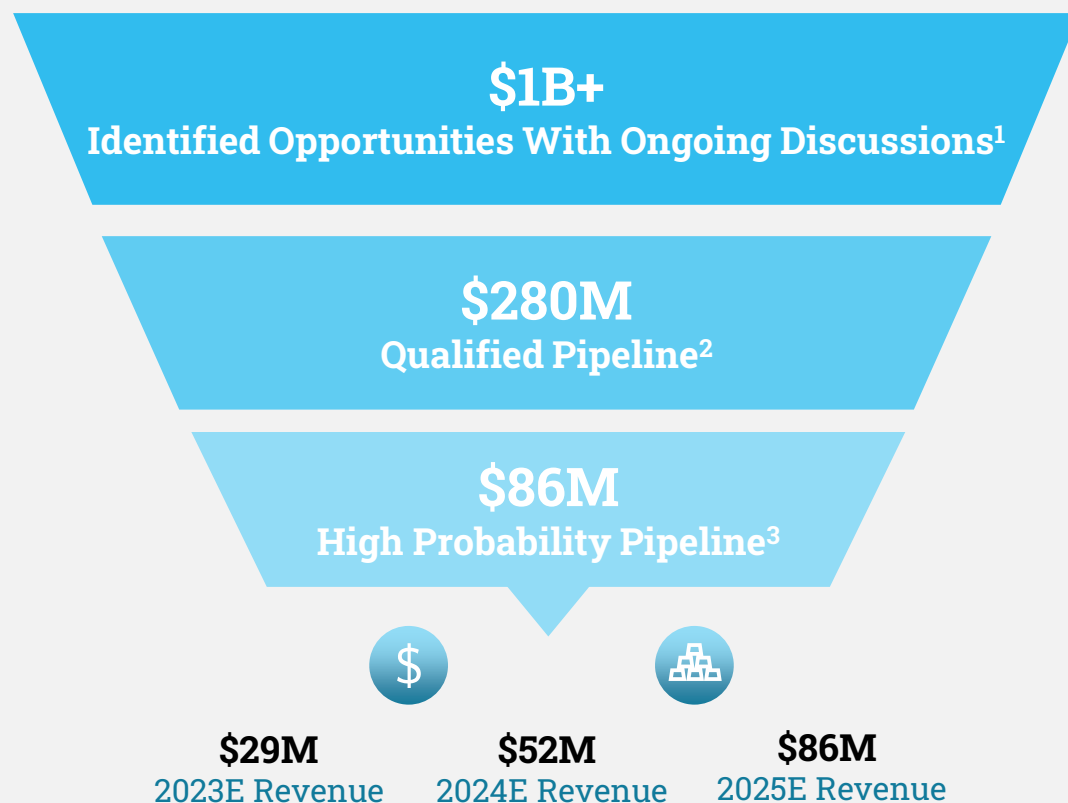 $1B+
Identified Opportunities With Ongoing Discussions¹
$280M
Qualified Pipeline²
$86M
High Probability Pipeline³
$
$29M $52M $86M
2023E Revenue 2024E Revenue 2025E Revenue